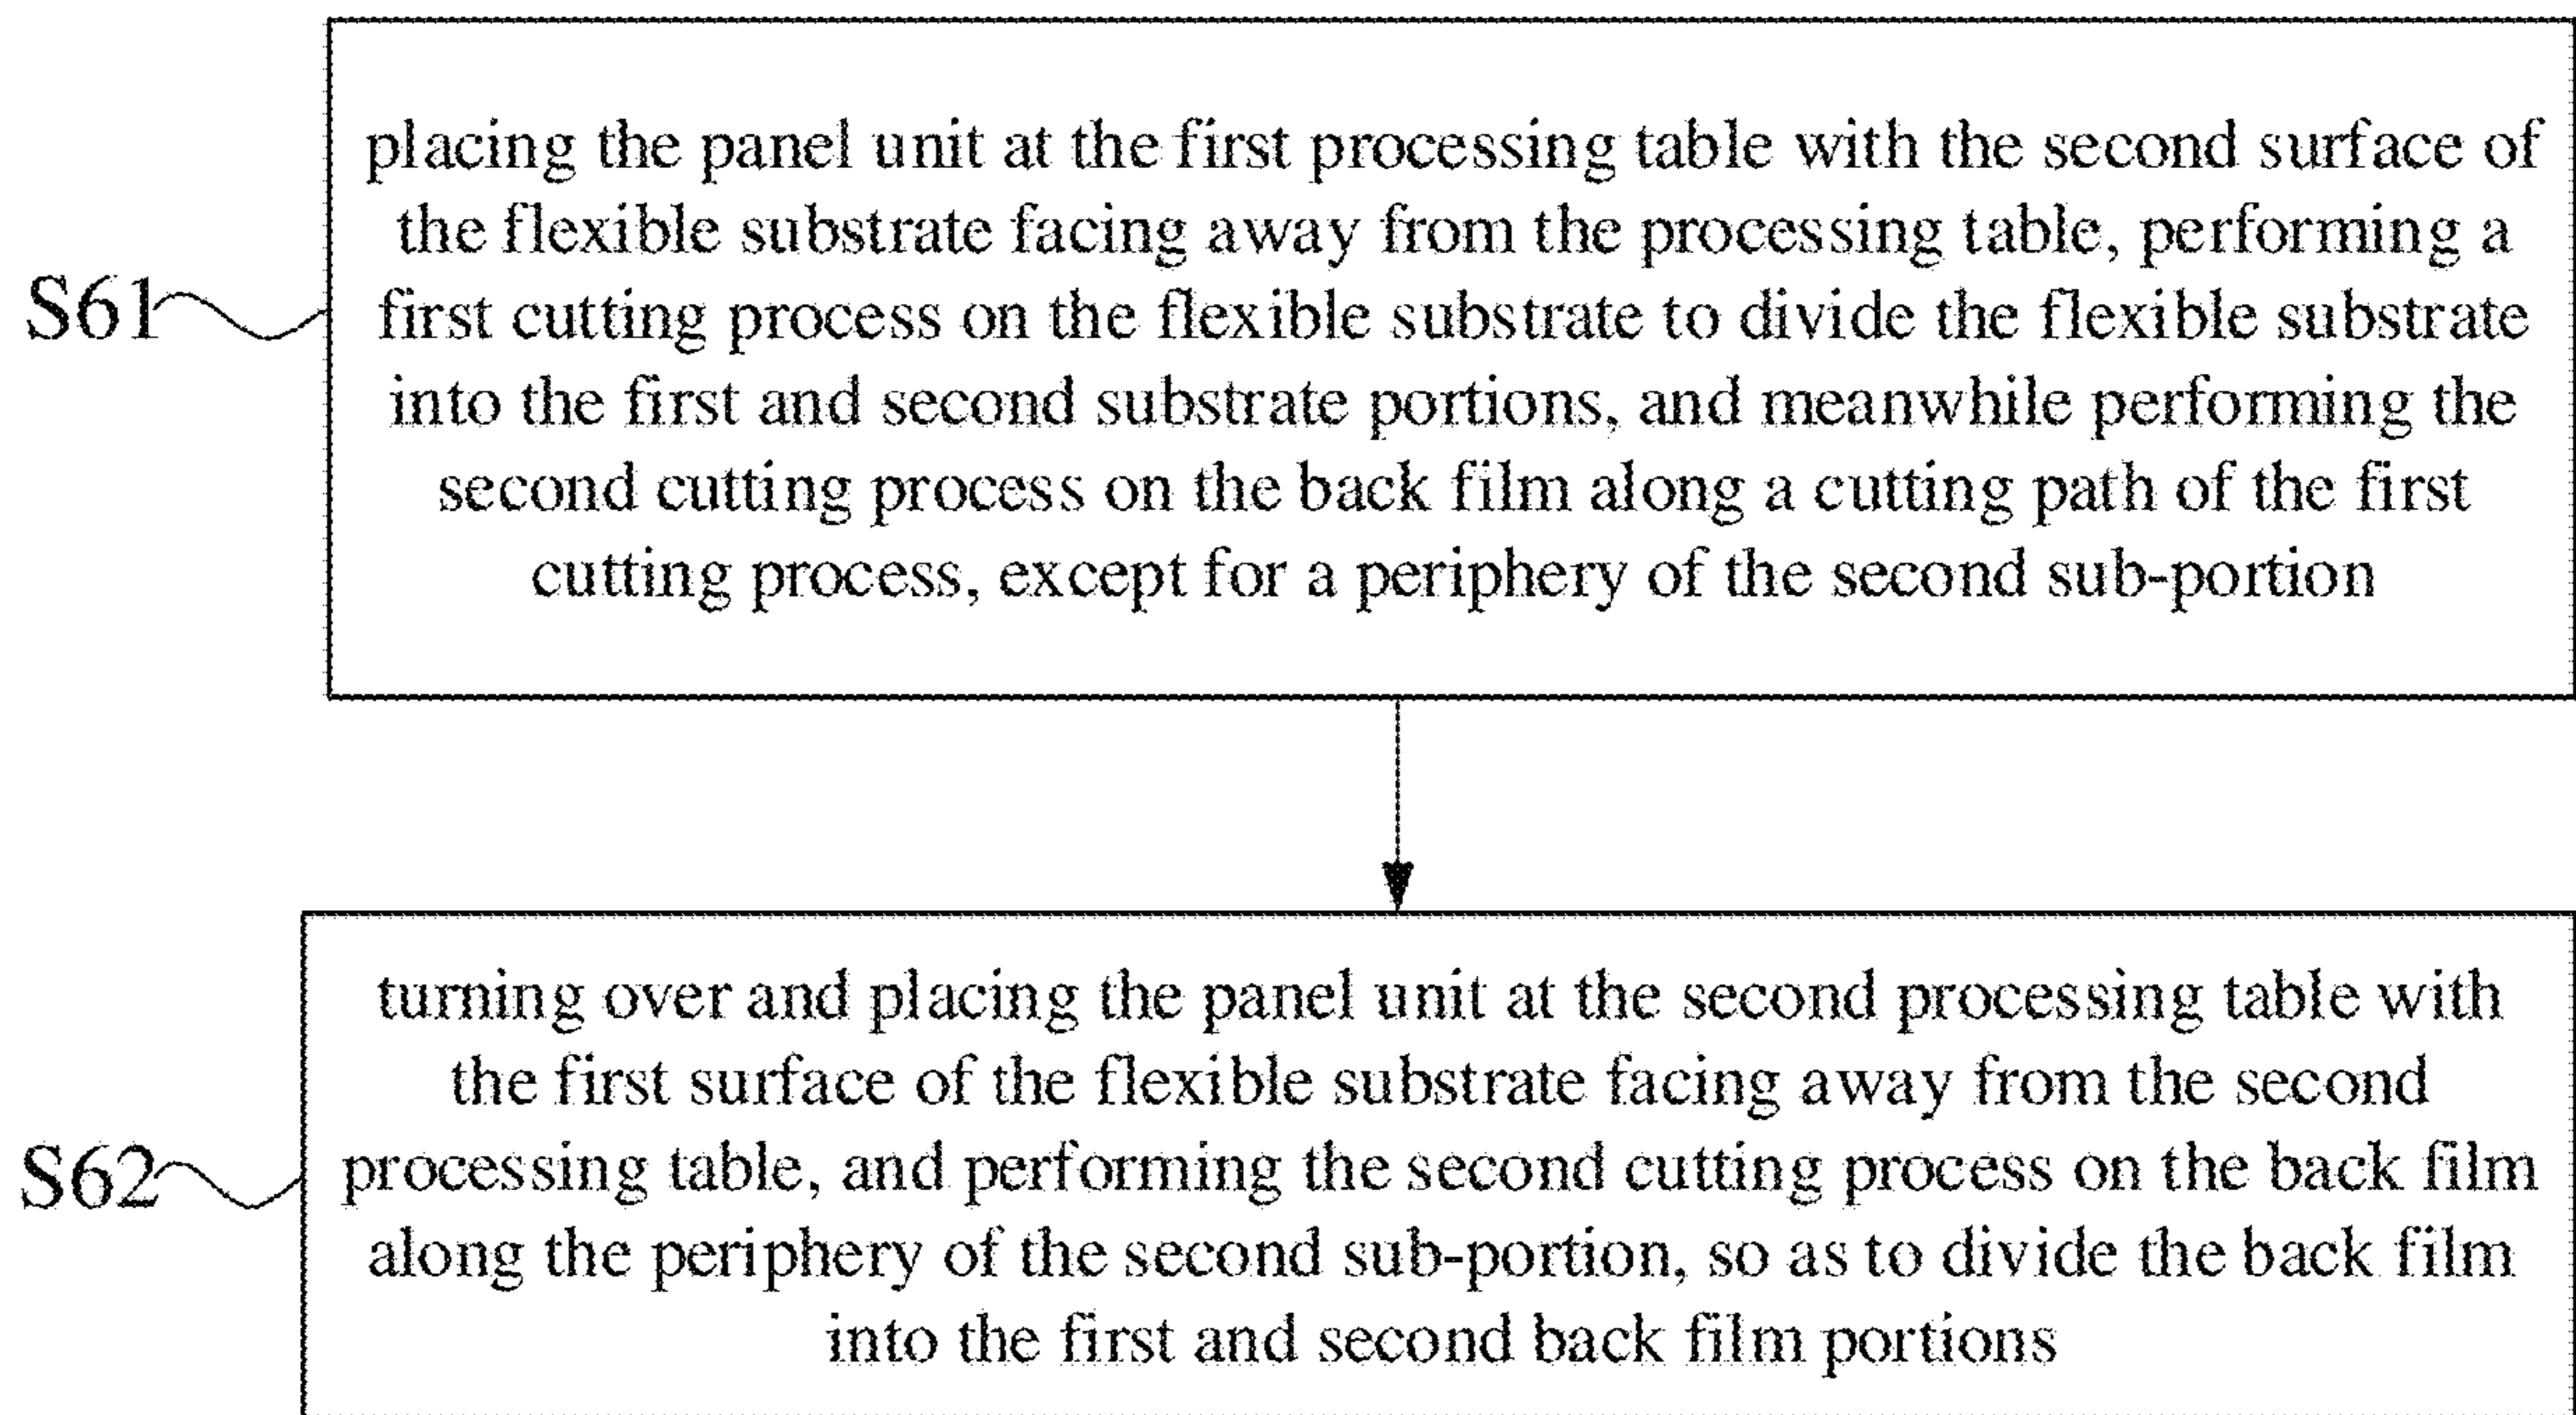 placing the panel unit at the first processing table with the second surface of
the flexible substrate facing away from the processing table, performing a
S61
first cutting process on the flexible substrate to divide the flexible substrate
into the first and second substrate portions, and meanwhile performing the
second cutting process on the back film along a cutting path of the first
cutting process, except for a periphery of the second sub-portion
turning over and placing the panel unit at the second processing table with
the first surface of the flexible substrate facing away from the second
S62
processing table, and performing the second cutting process on the back film
along the periphery of the second sub-portion, so as to divide the back film
into the first and second back film portions